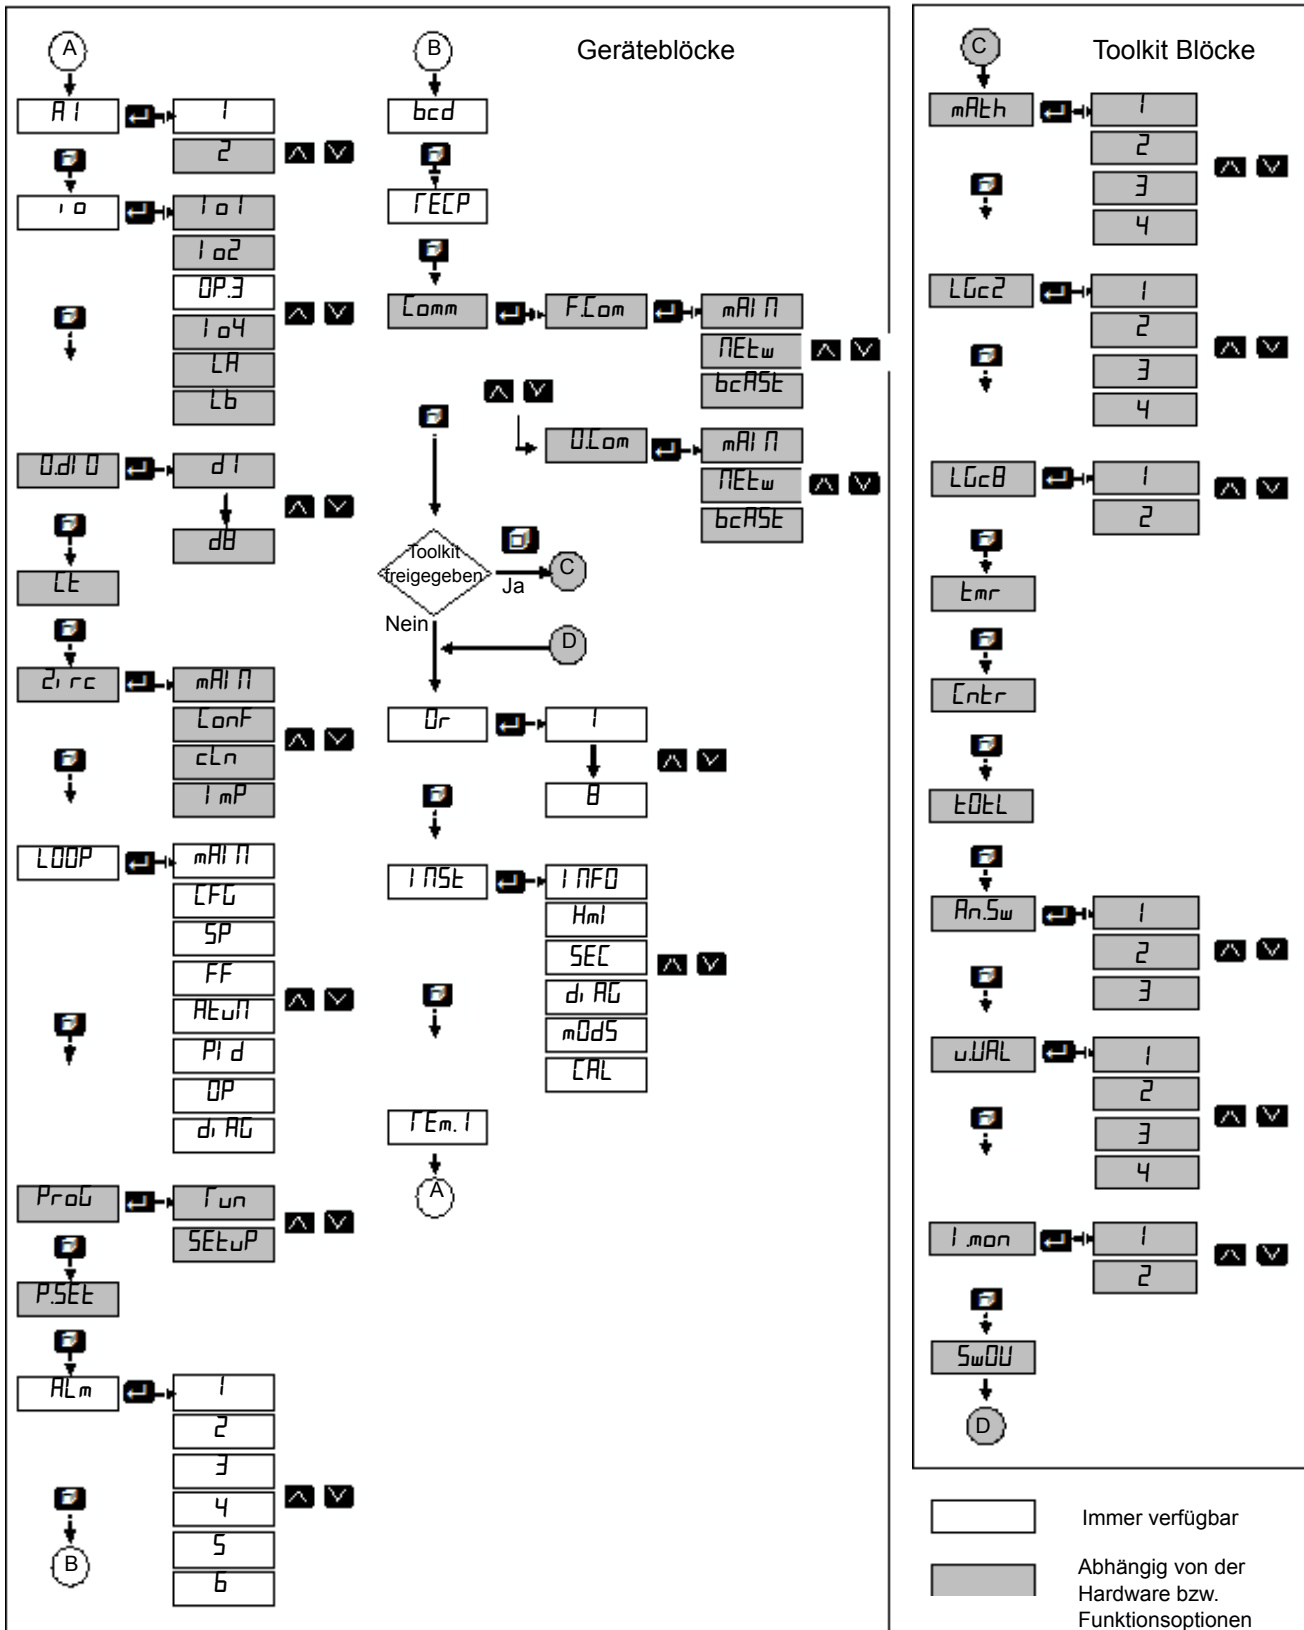 A
AI
1
2
io
Io1
Io2
OP.3
Io4
LA
Lb
O.dIO
d1
d8
Ct
Zirc
mAIN
ConF
cLn
ImP
LOOP
mAIN
CFG
SP
FF
AtuN
PId
OP
diAG
ProG
run
SEtuP
P.SEt
ALm
1
2
3
4
5
6
B
B
Geräteblöcke
bcd
rECP
Comm
F.Com
mAIN
NEtw
bcASt
O.Com
mAIN
NEtw
bcASt
Toolkit
freigegeben
Ja
C
Nein
D
Or
1
8
INSt
INFO
HmI
SEC
diAG
mOdS
CAL
rEm.1
A
C
Toolkit Blöcke
mAth
1
2
3
4
LGc2
1
2
3
4
LGc8
1
2
tmr
Cntr
tOtL
An.Sw
1
2
3
u.VAL
1
2
3
4
I.mon
1
2
SwOV
D
Immer verfügbar
Abhängig von der
Hardware bzw.
Funktionsoptionen